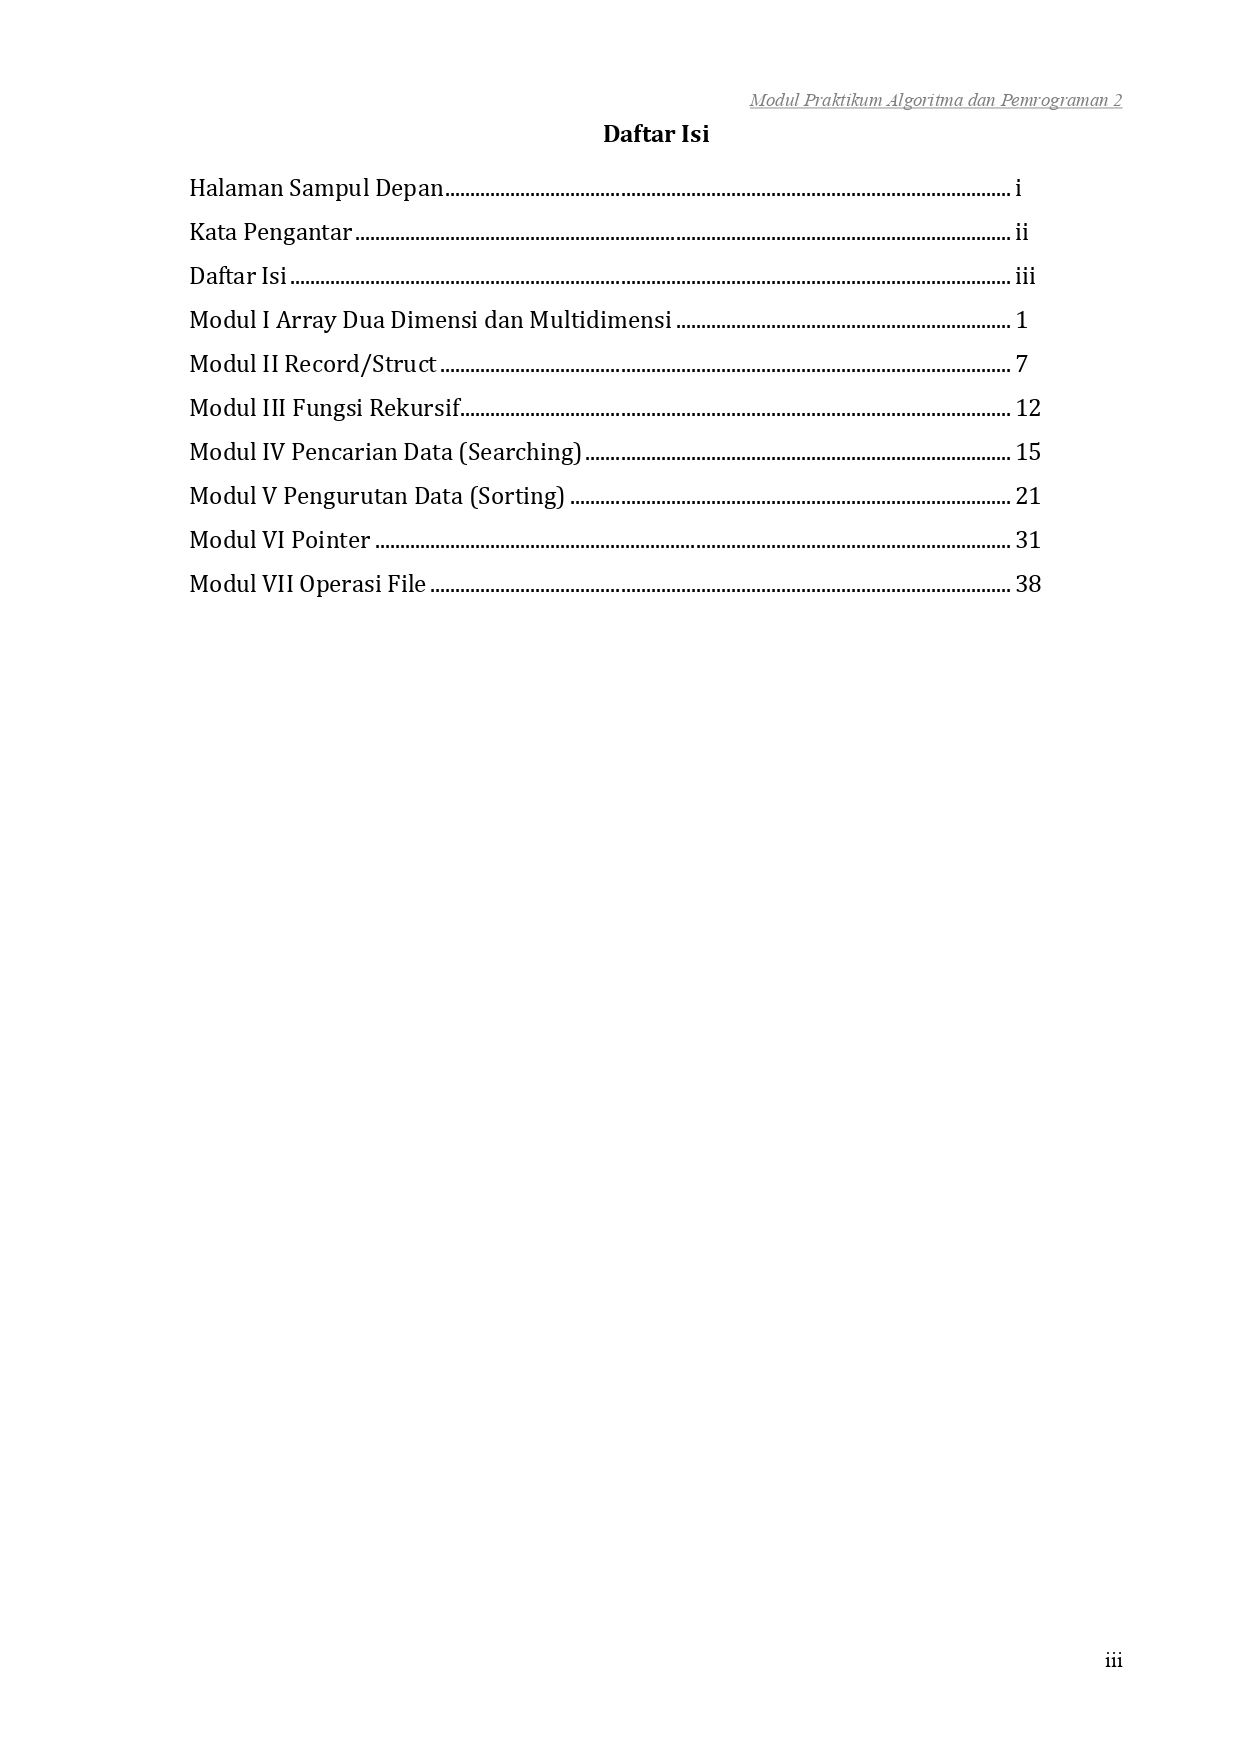 Modul Praktikum Algoritma dan Pemrograman 2
Daftar Isi
Halaman Sampul Depan.................................................................................................................. i
Kata Pengantar .................................................................................................................................... ii
Daftar Isi ................................................................................................................................................. iii
Modul I Array Dua Dimensi dan Multidimensi ................................................................... 1
Modul II Record/Struct ................................................................................................................... 7
Modul III Fungsi Rekursif............................................................................................................... 12
Modul IV Pencarian Data (Searching) ...................................................................................... 15
Modul V Pengurutan Data (Sorting) ......................................................................................... 21
Modul VI Pointer ................................................................................................................................ 31
Modul VII Operasi File ..................................................................................................................... 38
iii